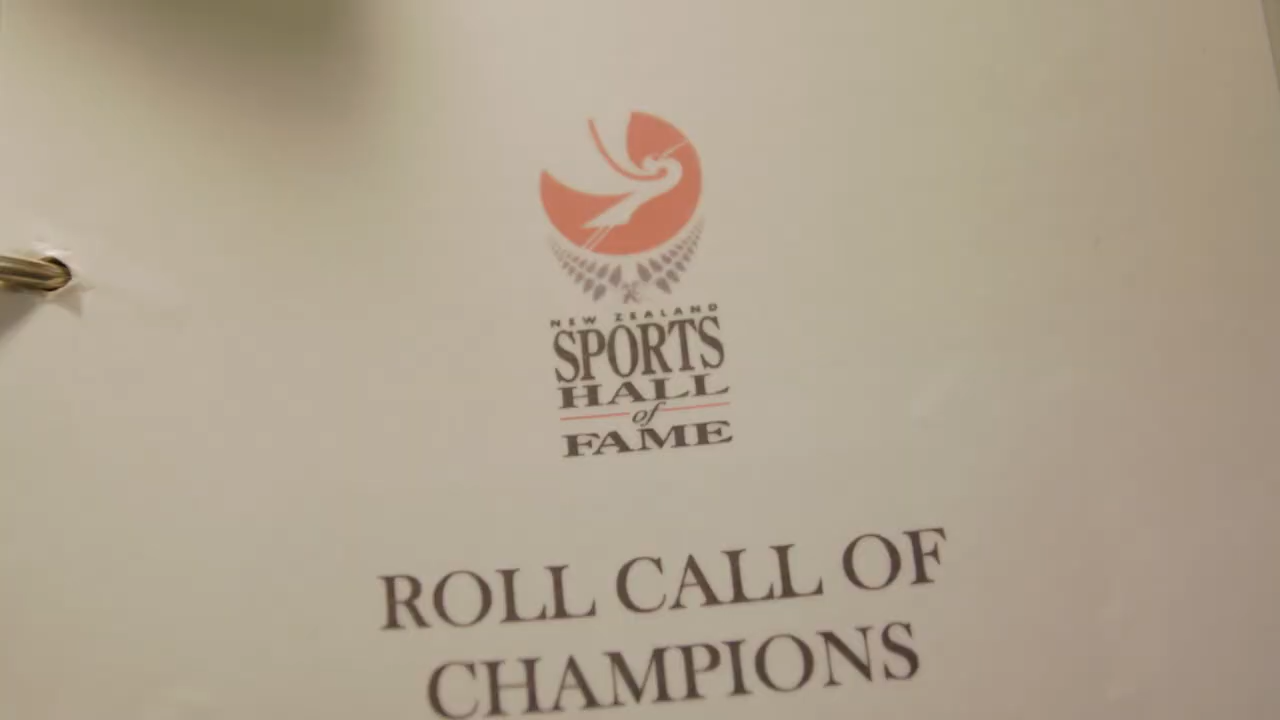 NEW ZEALAND
SPORTS
HALL
of
FAME
ROLL CALL OF
CHAMPIONS